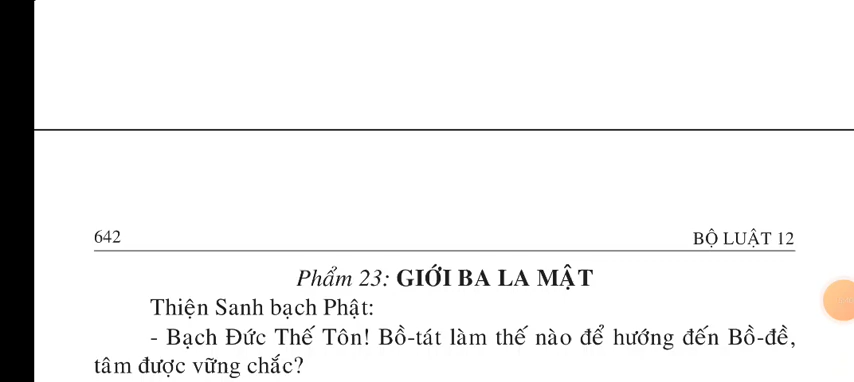 642 BỘ LUẬT 12
Phẩm 23: GIỚI BA LA MẬT
Thiện Sanh bạch Phật:
- Bạch Đức Thế Tôn! Bồ-tát làm thế nào để hướng đến Bồ-đề,
tâm được vững chắc?